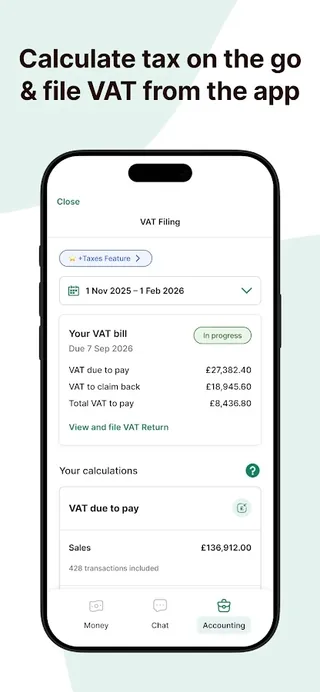 Calculate tax on the go
& file VAT from the app
Close
VAT Filing
+Taxes Feature
1 Nov 2025 – 1 Feb 2026
Your VAT bill
In progress
Due 7 Sep 2026
VAT due to pay £27,382.40
VAT to claim back £18,945.60
Total VAT to pay £8,436.80
View and file VAT Return
Your calculations ?
VAT due to pay £
Sales £136,912.00
428 transactions included
Money Chat Accounting